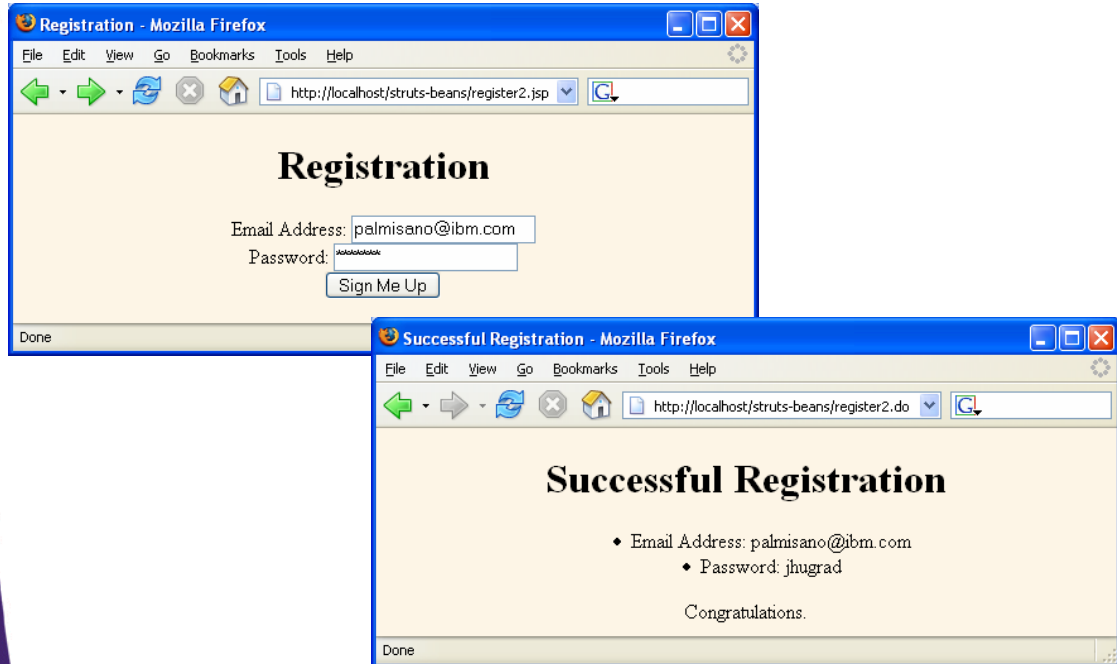 Registration - Mozilla Firefox
File Edit View Go Bookmarks Tools Help
http://localhost/struts-beans/register2.jsp
G
Registration
Email Address: palmisano@ibm.com
Password: ********
Sign Me Up
Done
Successful Registration - Mozilla Firefox
File Edit View Go Bookmarks Tools Help
http://localhost/struts-beans/register2.do
G
Successful Registration
• Email Address: palmisano@ibm.com
• Password: jhugrad
Congratulations.
Done